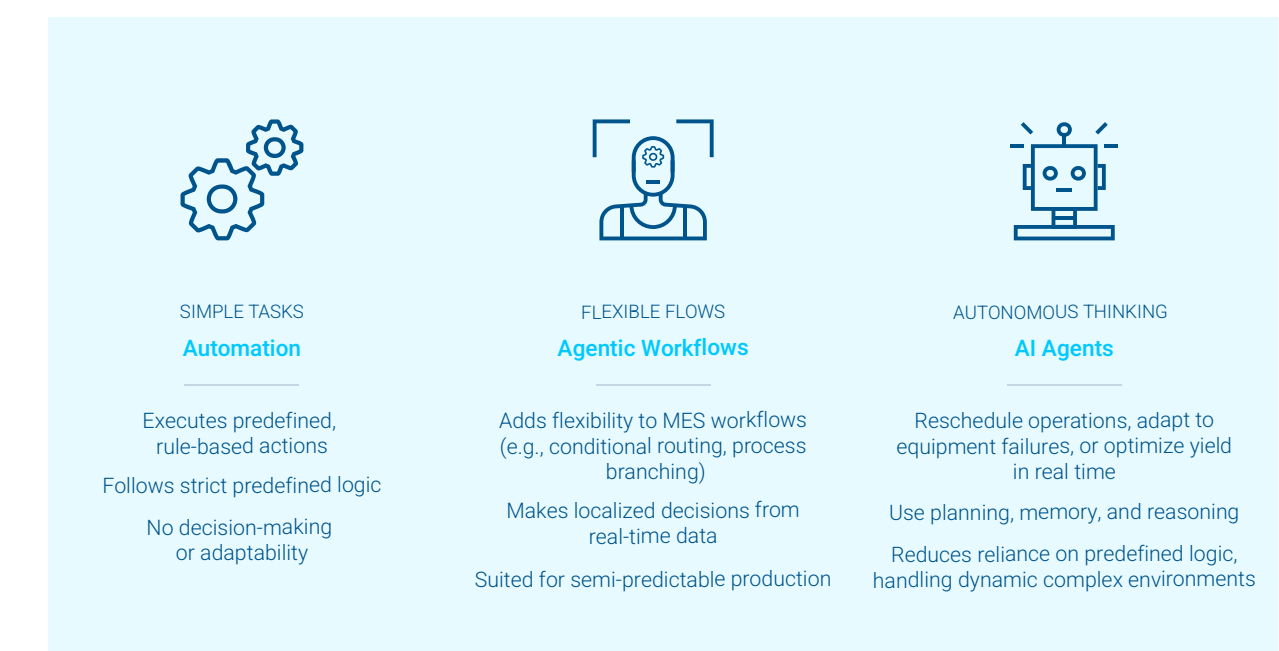 SIMPLE TASKS
Automation
Executes predefined,
rule-based actions
Follows strict predefined logic
No decision-making
or adaptability
FLEXIBLE FLOWS
Agentic Workflows
Adds flexibility to MES workflows
(e.g., conditional routing, process
branching)
Makes localized decisions from
real-time data
Suited for semi-predictable production
AUTONOMOUS THINKING
AI Agents
Reschedule operations, adapt to
equipment failures, or optimize yield
in real time
Use planning, memory, and reasoning
Reduces reliance on predefined logic,
handling dynamic complex environments